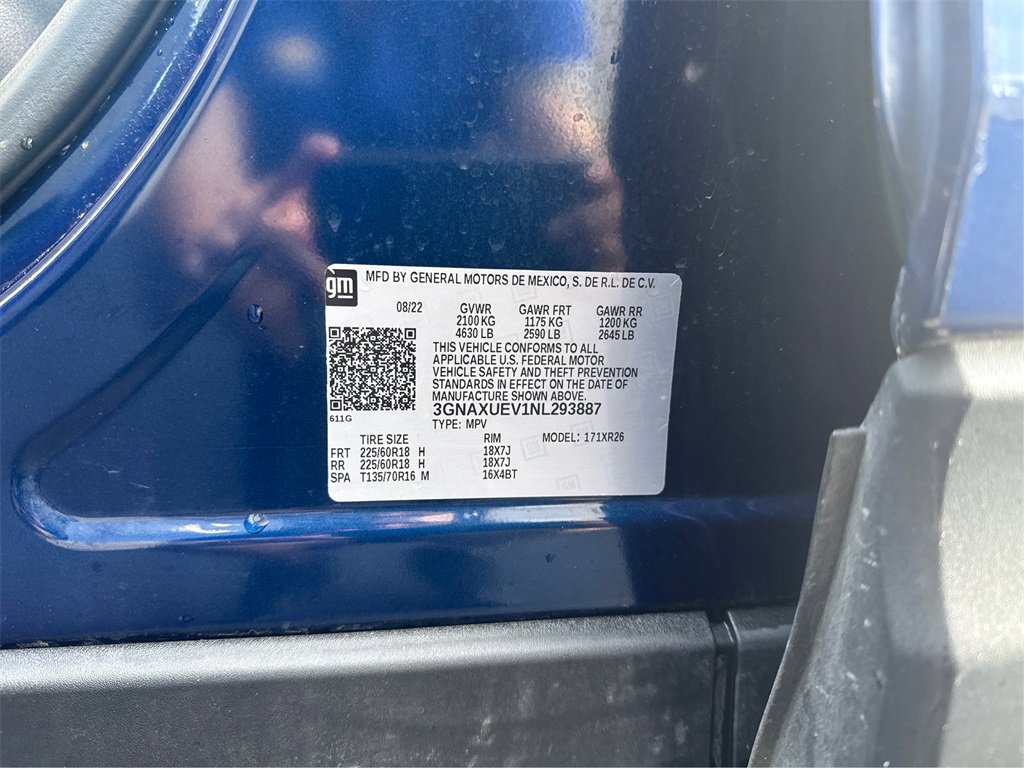 gm
MFD BY GENERAL MOTORS DE MEXICO, S. DE R.L. DE C.V.
08/22 GVWR GAWR FRT GAWR RR
2100 KG 1175 KG 1200 KG
4630 LB 2590 LB 2645 LB
THIS VEHICLE CONFORMS TO ALL
APPLICABLE U.S. FEDERAL MOTOR
VEHICLE SAFETY AND THEFT PREVENTION
STANDARDS IN EFFECT ON THE DATE OF
MANUFACTURE SHOWN ABOVE.
3GNAXUEV1NL293887
611G
TYPE: MPV
TIRE SIZE RIM MODEL: 171XR26
FRT 225/60R18 H 18X7J
RR 225/60R18 H 18X7J
SPA T135/70R16 M 16X4BT